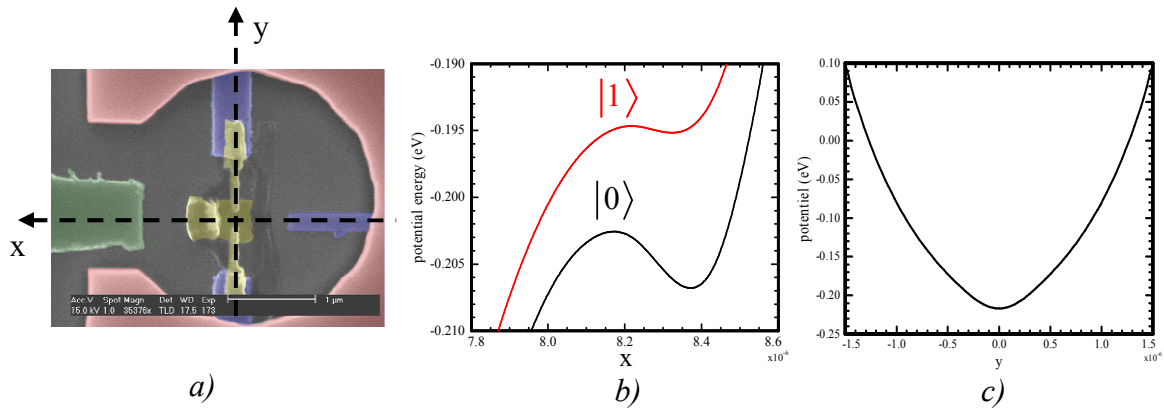 y
x
Acc.V Spot Magn Det WD Exp
15.0 kV 1.0 35375x TLD 17.5 173
1 µm
a)
-0.190
-0.195
-0.200
-0.205
-0.210
potential energy (eV)
|1⟩
|0⟩
7.8 8.0 8.2 8.4 8.6
x
x10⁻⁶
b)
0.10
0.05
0.00
-0.05
-0.10
-0.15
-0.20
-0.25
potentiel (eV)
-1.5 -1.0 -0.5 0.0 0.5 1.0 1.5
y
x10⁻⁶
c)